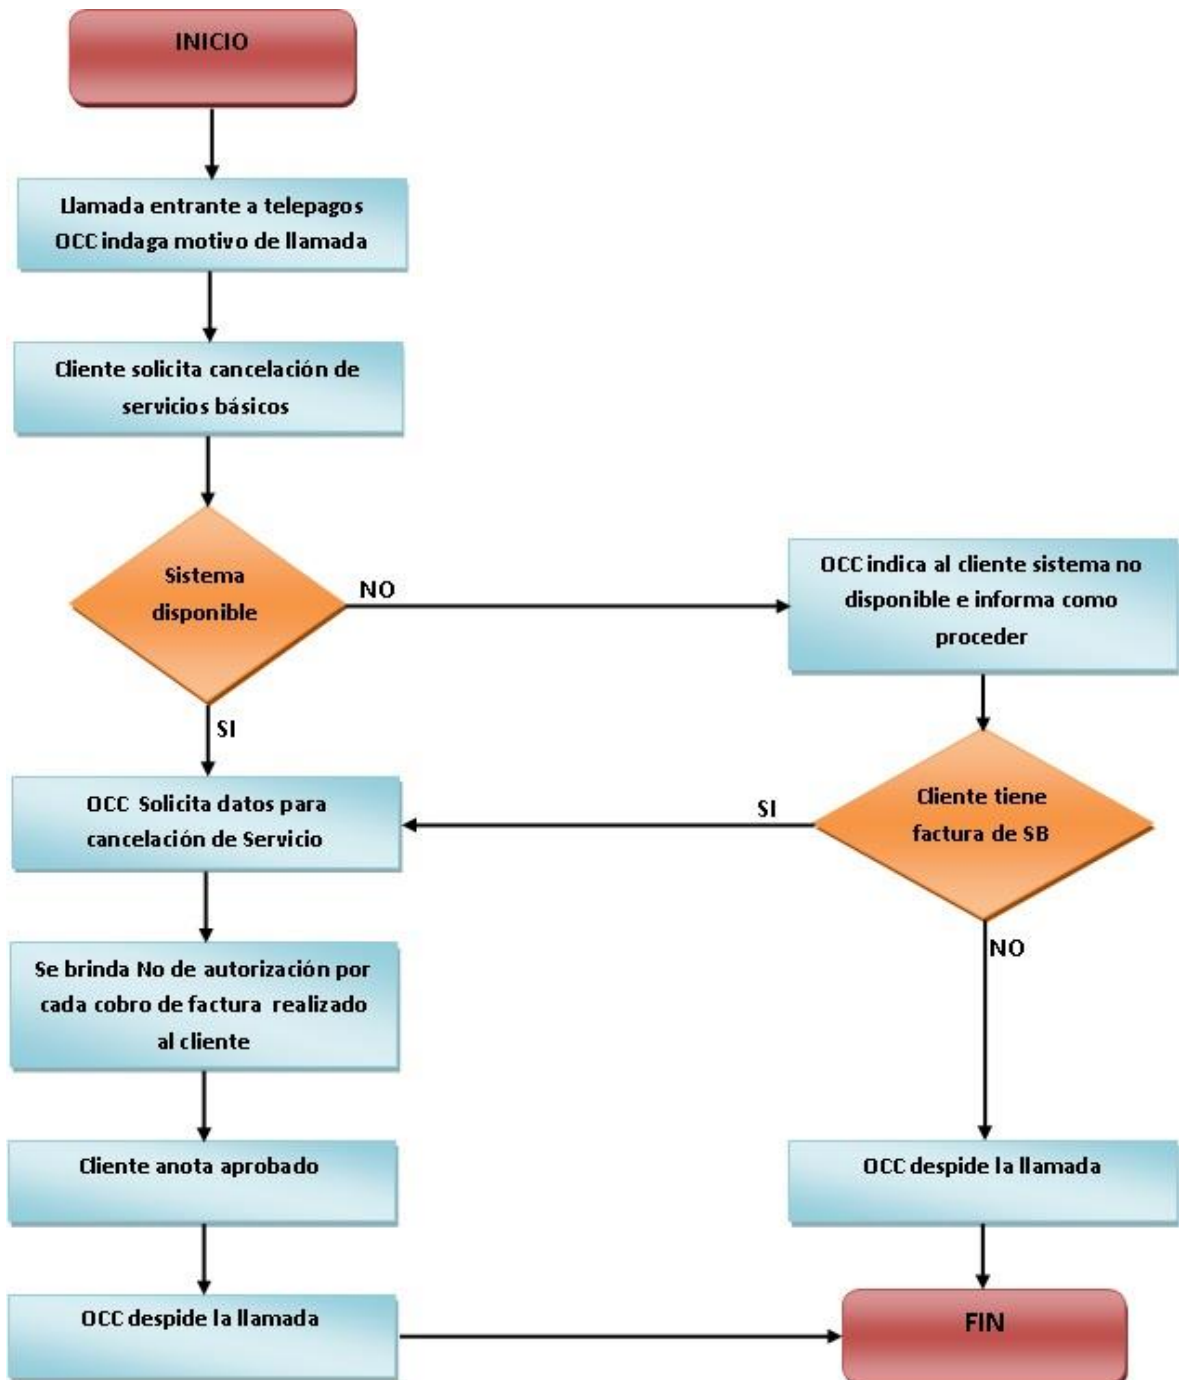 INICIO
Llamada entrante a telepagos
OCC indaga motivo de llamada
Cliente solicita cancelación de
servicios básicos
Sistema
disponible
NO
OCC indica al cliente sistema no
disponible e informa como
proceder
SI
OCC Solicita datos para
cancelación de Servicio
SI
Cliente tiene
factura de SB
NO
Se brinda No de autorización por
cada cobro de factura realizado
al cliente
Cliente anota aprobado
OCC despide la llamada
OCC despide la llamada
FIN